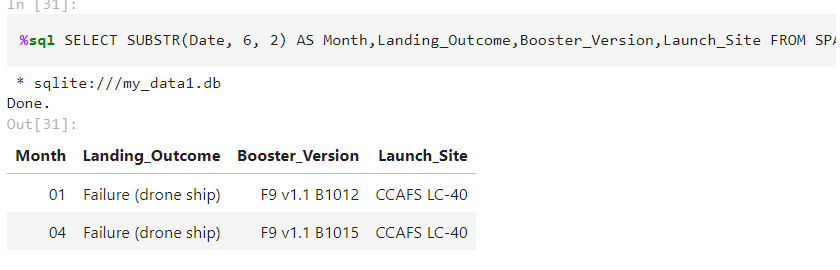 In [31]:
%sql SELECT SUBSTR(Date, 6, 2) AS Month,Landing_Outcome,Booster_Version,Launch_Site FROM SPA
* sqlite:///my_data1.db
Done.
Out[31]:
Month Landing_Outcome Booster_Version Launch_Site
01 Failure (drone ship) F9 v1.1 B1012 CCAFS LC-40
04 Failure (drone ship) F9 v1.1 B1015 CCAFS LC-40